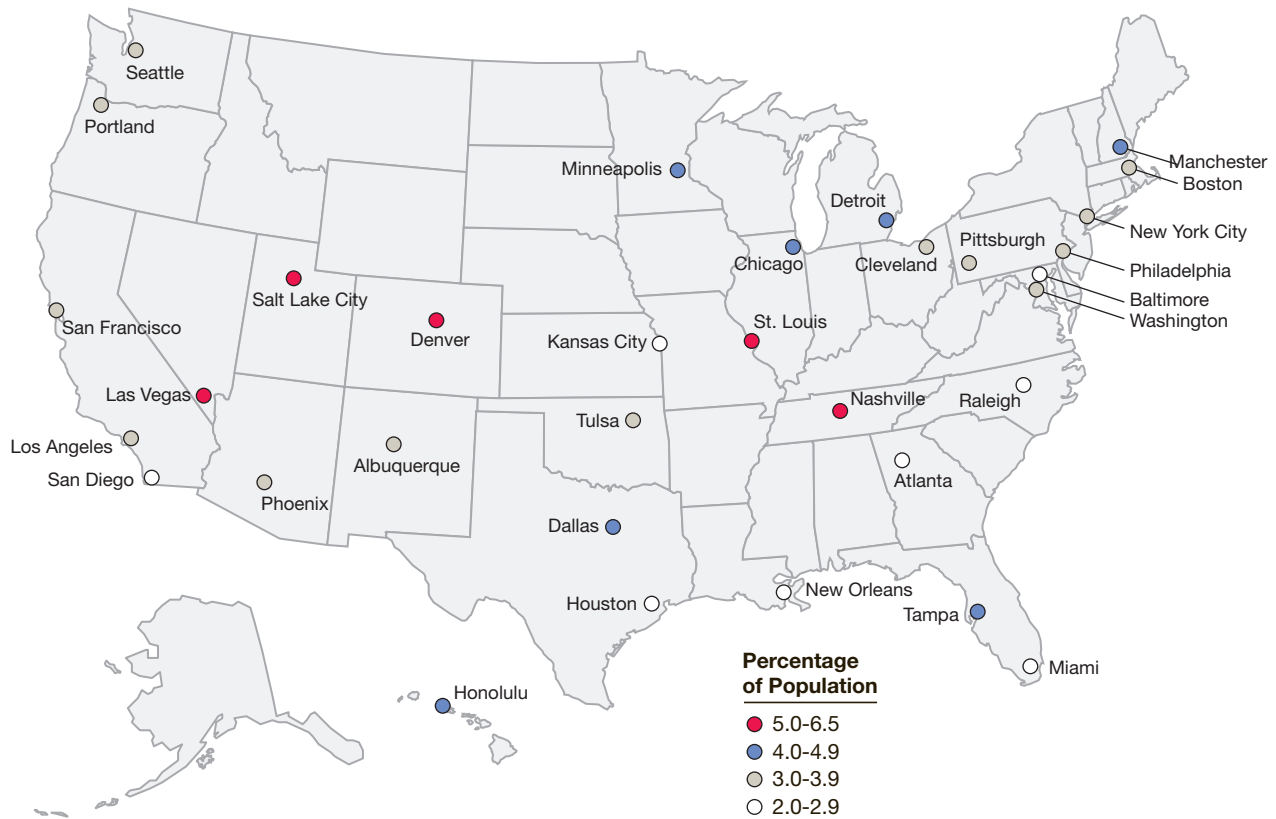 Seattle
Portland
Minneapolis
Manchester
Boston
Detroit
New York City
Pittsburgh
Chicago
Cleveland
Philadelphia
Salt Lake City
Baltimore
Washington
San Francisco
Denver
St. Louis
Kansas City
Las Vegas
Nashville
Raleigh
Tulsa
Los Angeles
Albuquerque
San Diego
Atlanta
Phoenix
Dallas
New Orleans
Houston
Tampa
Miami
Honolulu
Percentage
of Population
5.0-6.5
4.0-4.9
3.0-3.9
2.0-2.9